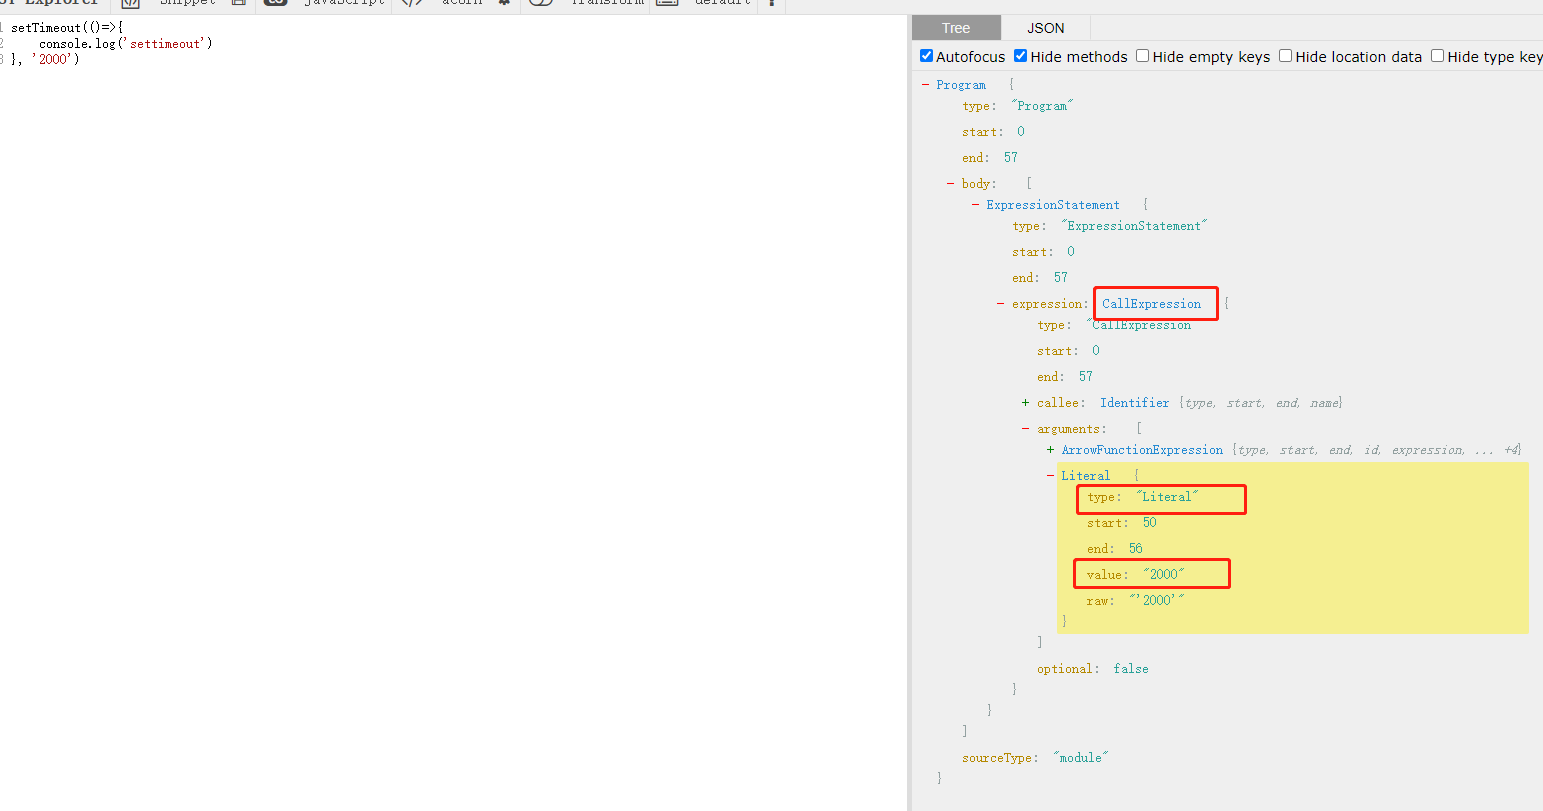 Explorer Snippet JavaScript </> acorn Transform default
Tree JSON
1 setTimeout(()=>{
2 console.log('settimeout')
3 }, '2000')
Autofocus Hide methods Hide empty keys Hide location data Hide type key
− Program {
type: "Program"
start: 0
end: 57
− body: [
− ExpressionStatement {
type: "ExpressionStatement"
start: 0
end: 57
− expression: CallExpression {
type: "CallExpression
start: 0
end: 57
+ callee: Identifier {type, start, end, name}
− arguments: [
+ ArrowFunctionExpression {type, start, end, id, expression, ... +4}
− Literal {
type: "Literal"
start: 50
end: 56
value: "2000"
raw: "'2000'"
}
]
optional: false
}
}
]
sourceType: "module"
}